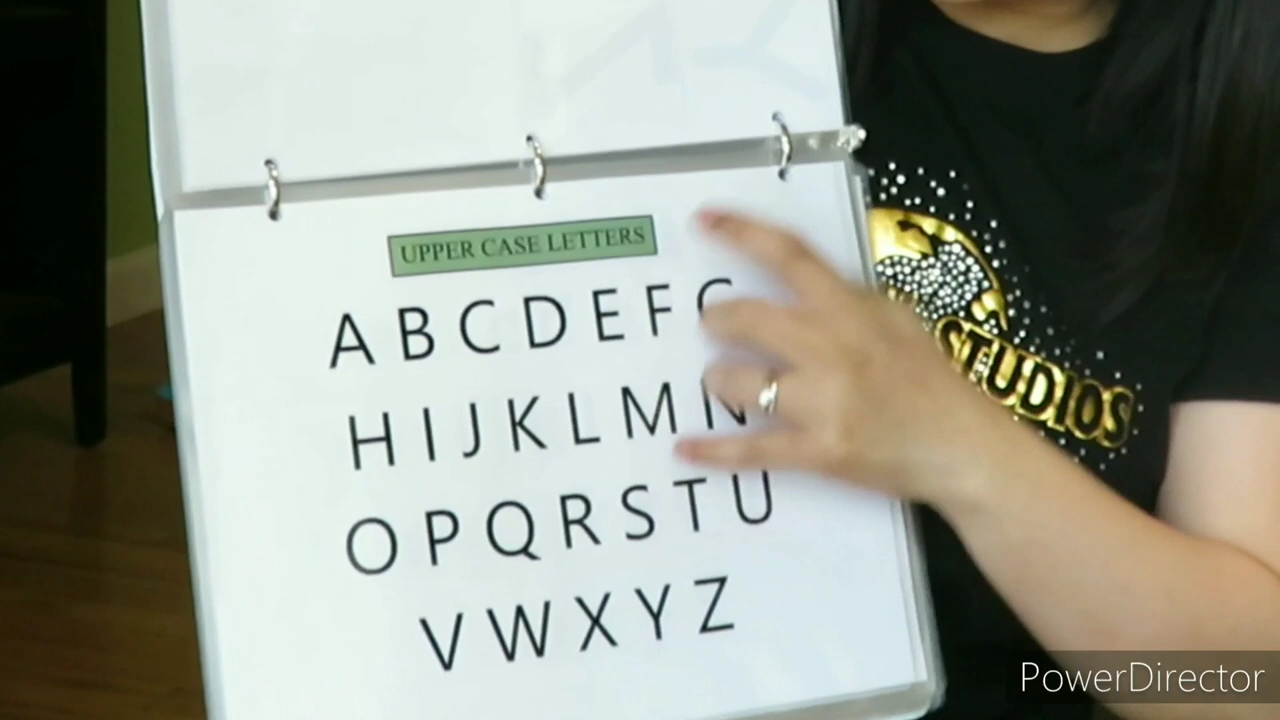 UPPER CASE LETTERS
A B C D E F G
H I J K L M N
O P Q R S T U
V W X Y Z
STUDIOS
PowerDirector